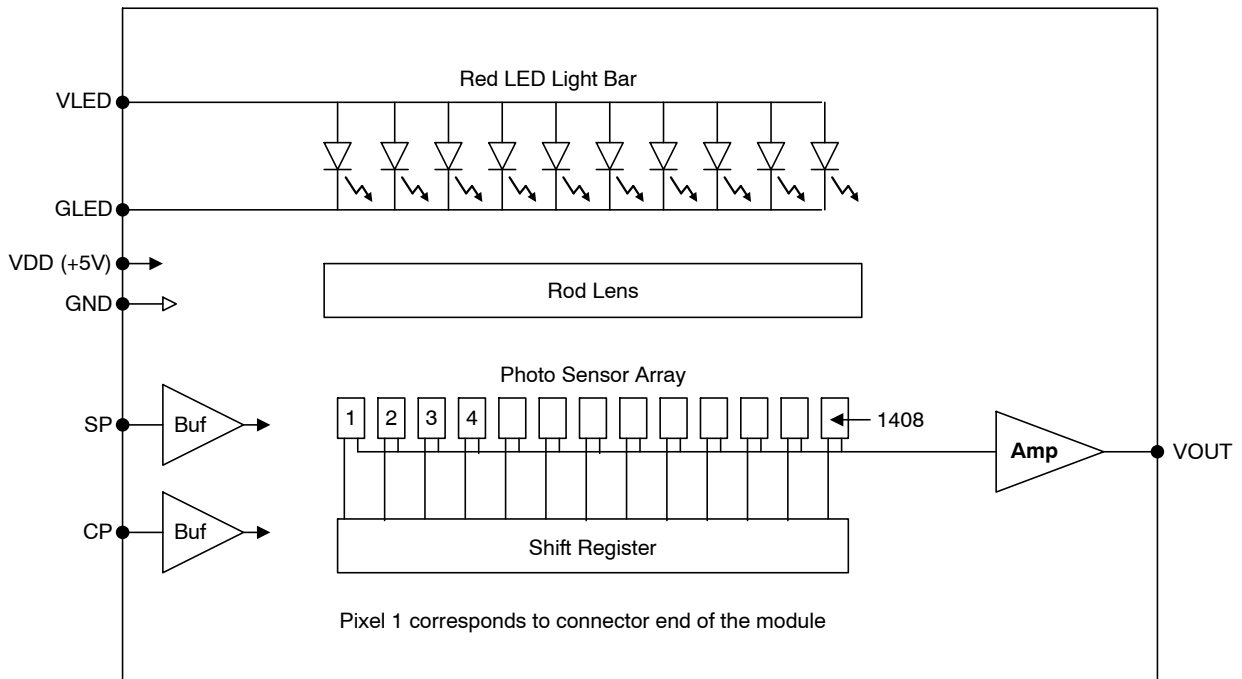 Red LED Light Bar
VLED
GLED
VDD (+5V)
GND
Rod Lens
Photo Sensor Array
1 2 3 4
1408
SP
Buf
Amp
VOUT
CP
Buf
Shift Register
Pixel 1 corresponds to connector end of the module